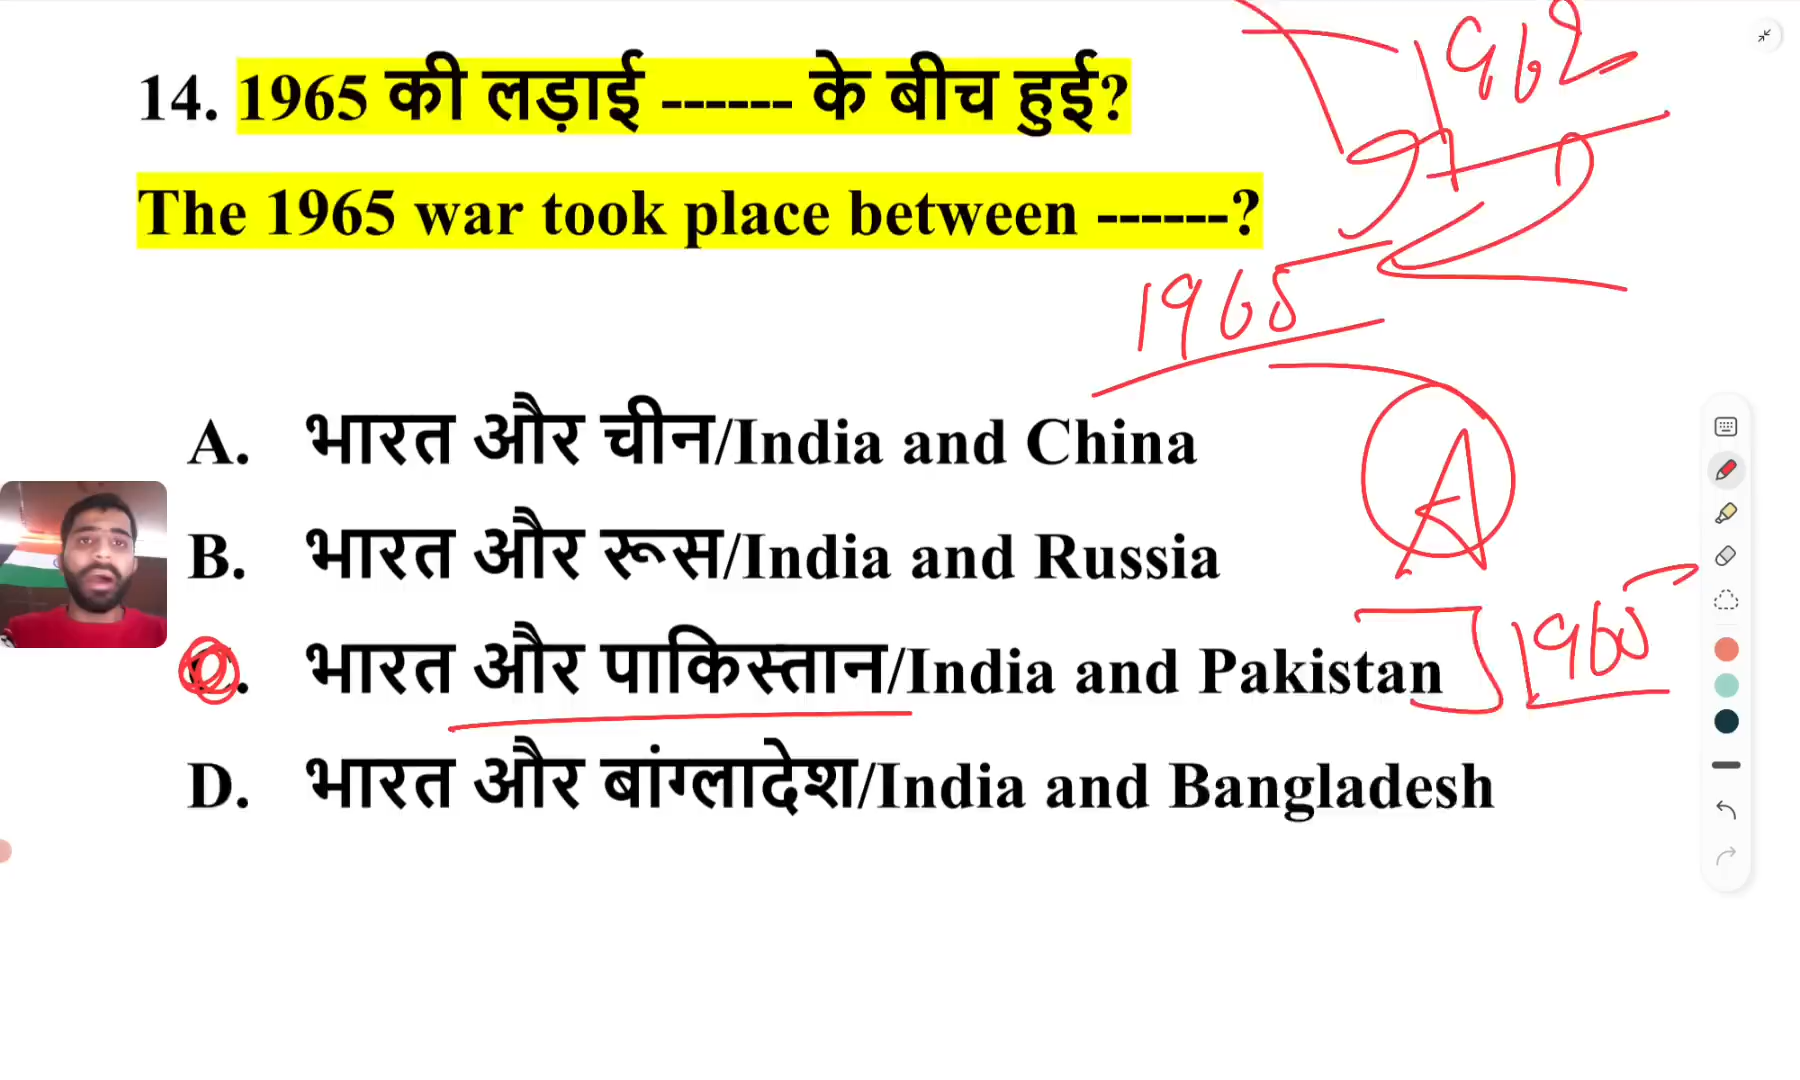 14. 1965 की लड़ाई ------ के बीच हुई?
1962
The 1965 war took place between ------?
1965
A. भारत और चीन/India and China
A
B. भारत और रूस/India and Russia
. भारत और पाकिस्तान/India and Pakistan
1965
D. भारत और बांग्लादेश/India and Bangladesh